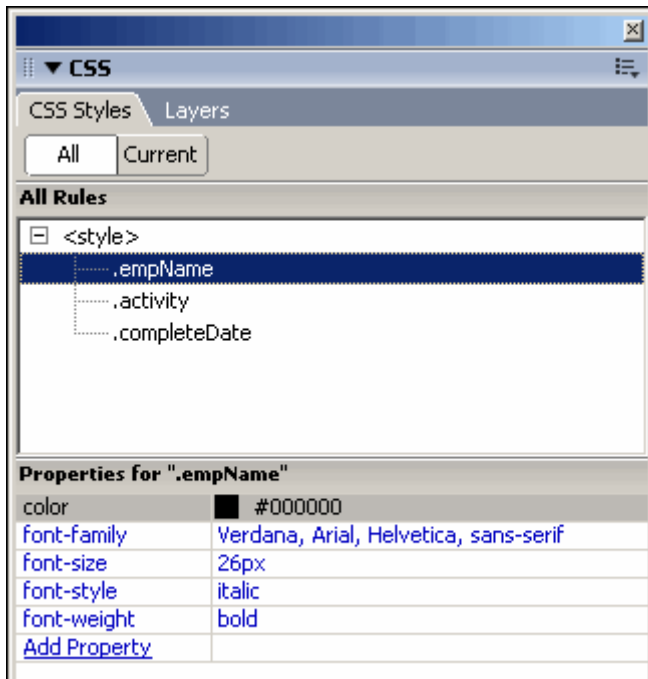 CSS
CSS Styles Layers
All Current
All Rules
<style>
.empName
.activity
.completeDate
Properties for ".empName"
color #000000
font-family Verdana, Arial, Helvetica, sans-serif
font-size 26px
font-style italic
font-weight bold
Add Property